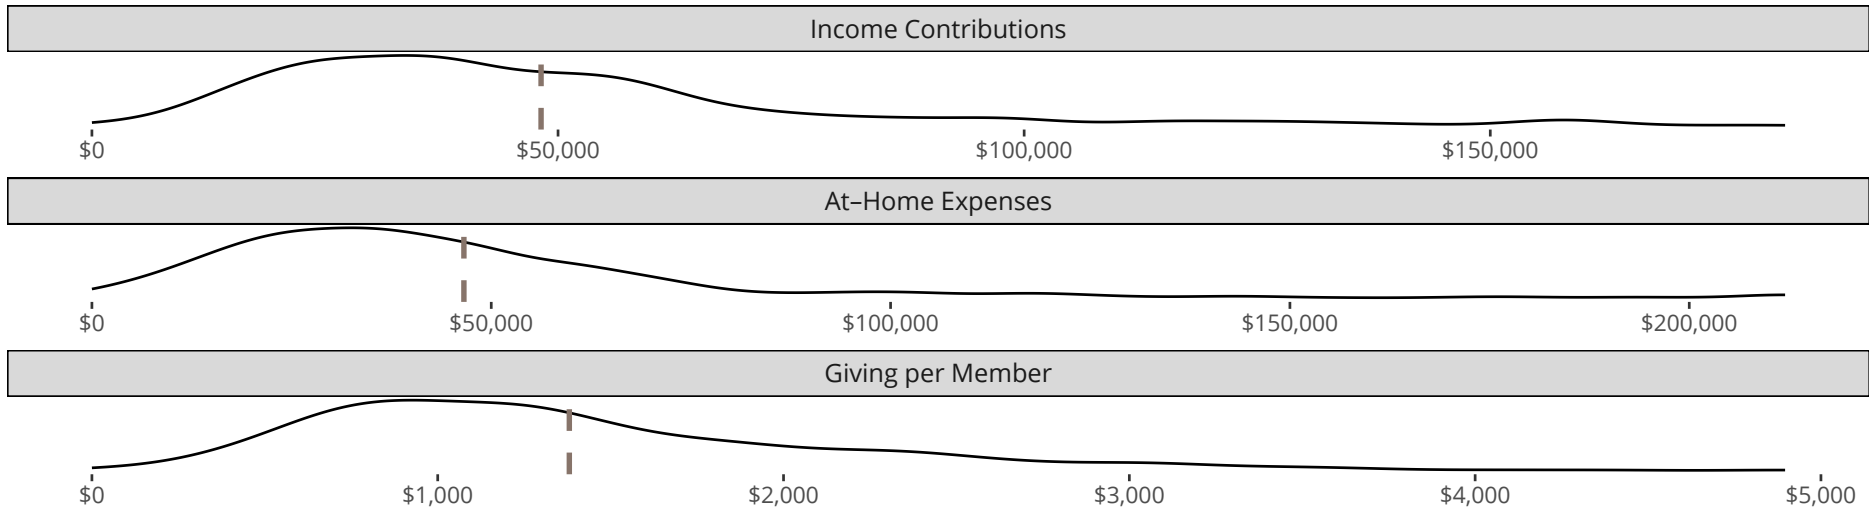 Income Contributions
$0 $50,000 $100,000 $150,000
At–Home Expenses
$0 $50,000 $100,000 $150,000 $200,000
Giving per Member
$0 $1,000 $2,000 $3,000 $4,000 $5,000